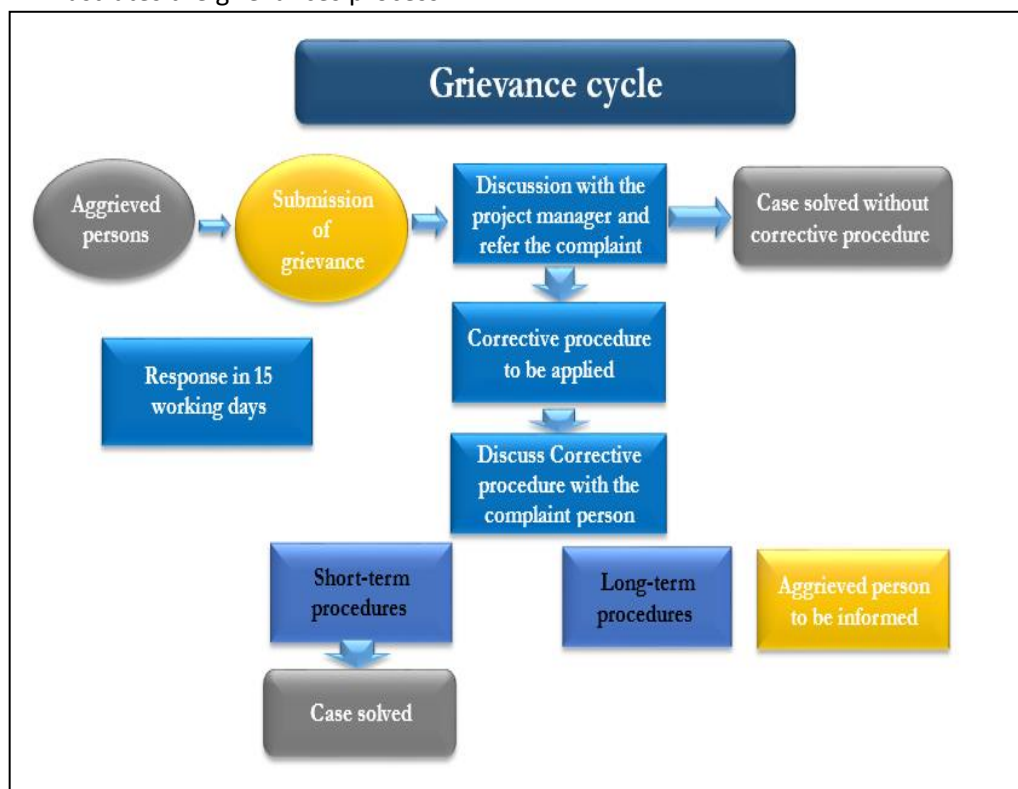 Grievance cycle
Aggrieved
persons
Submission
of
grievance
Discussion with the
project manager and
refer the complaint
Case solved without
corrective procedure
Corrective procedure
to be applied
Response in 15
working days
Discuss Corrective
procedure with the
complaint person
Short-term
procedures
Long-term
procedures
Aggrieved person
to be informed
Case solved